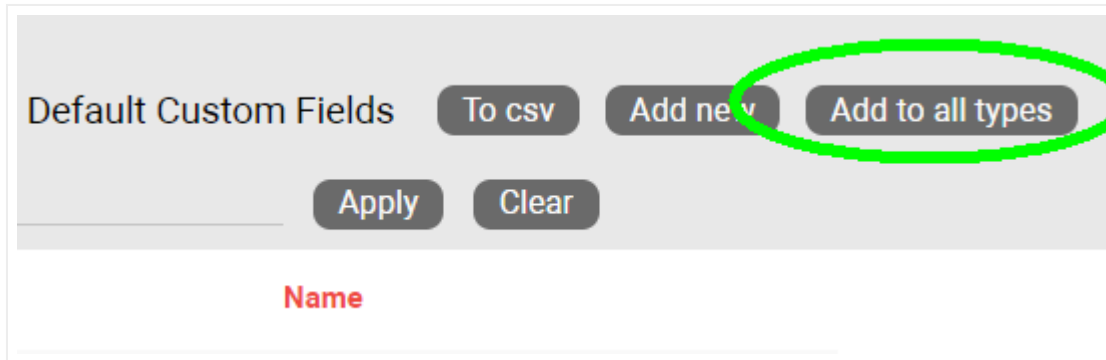 Default Custom Fields To csv Add new Add to all types
Apply Clear
Name